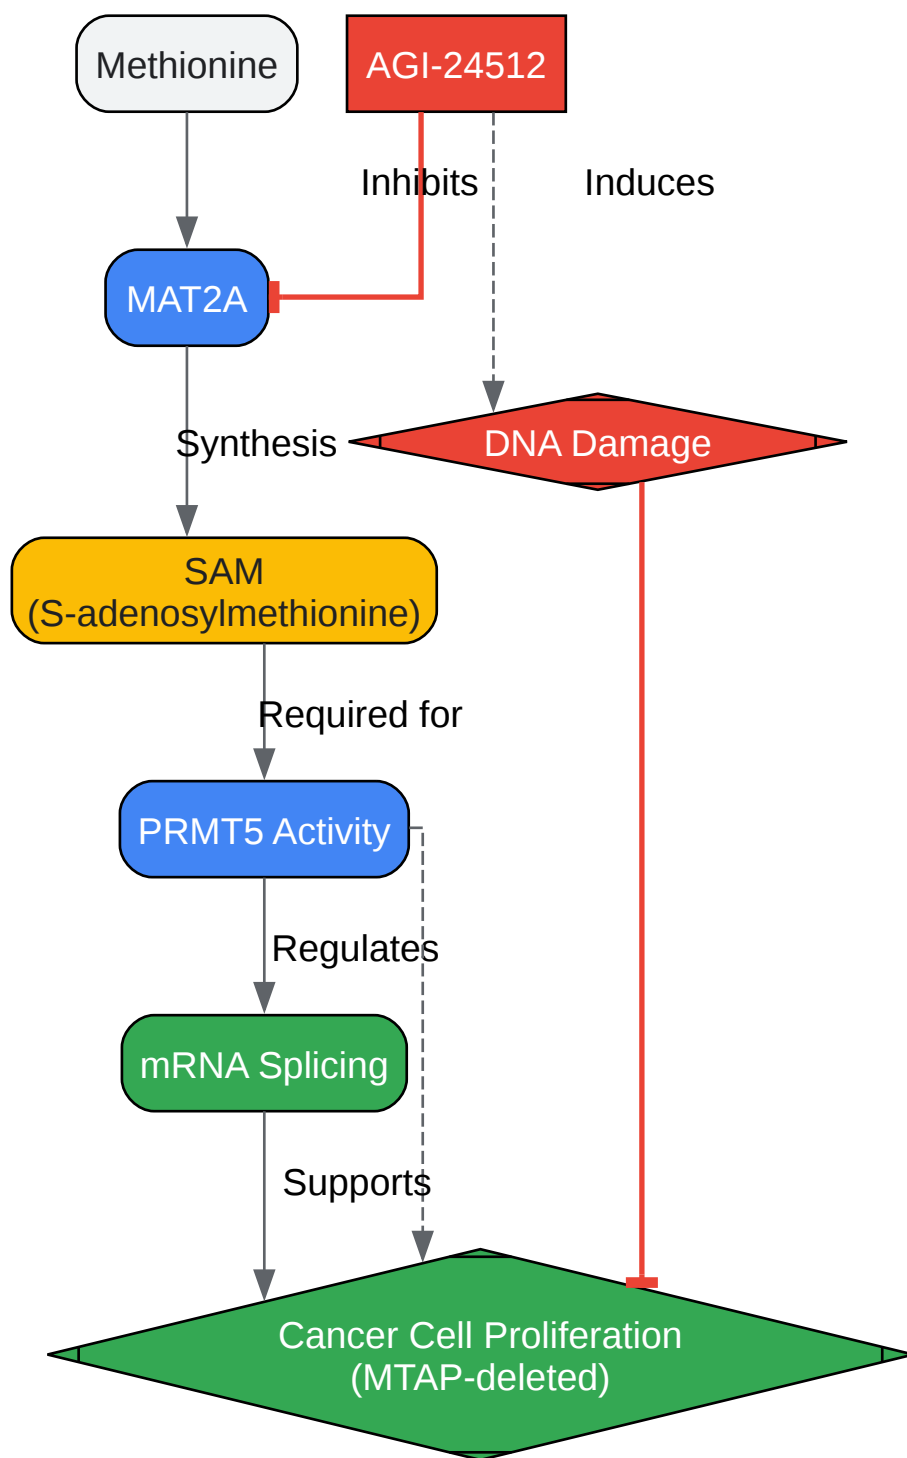 Methionine
AGI-24512
Inhibits
Induces
MAT2A
Synthesis
DNA Damage
SAM
(S-adenosylmethionine)
Required for
PRMT5 Activity
Regulates
mRNA Splicing
Supports
Cancer Cell Proliferation
(MTAP-deleted)